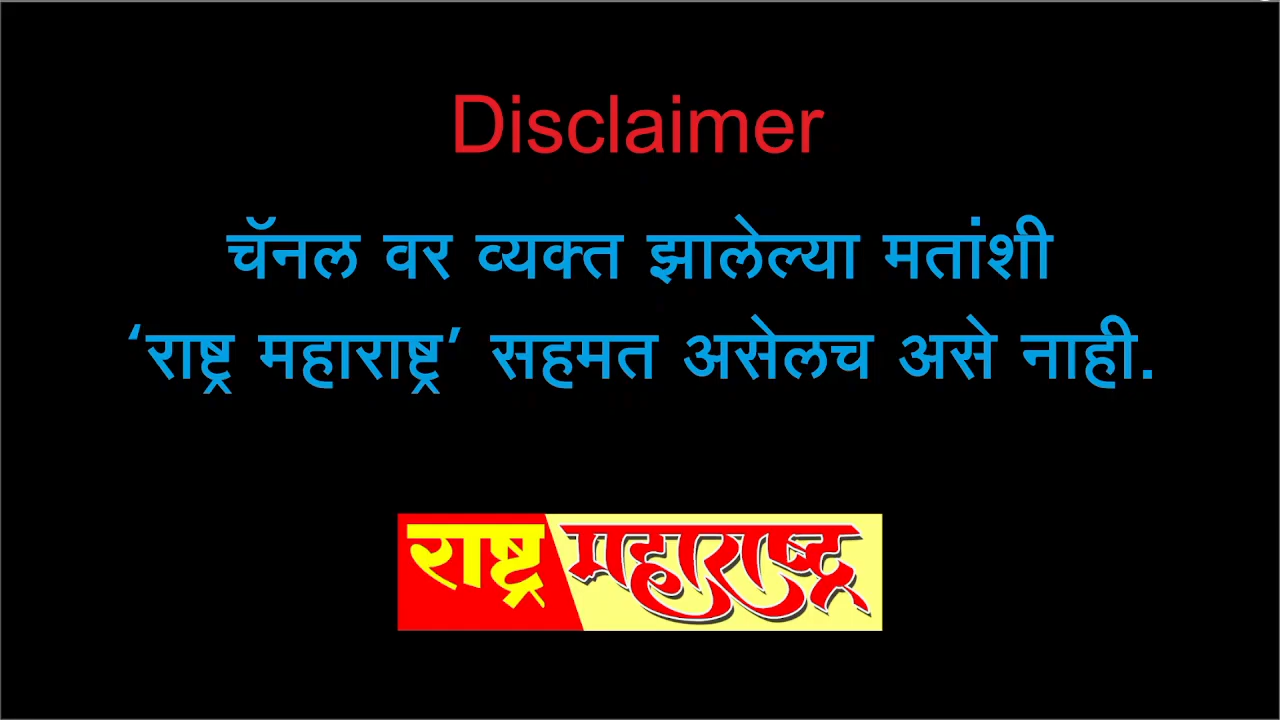 Disclaimer
चॅनल वर व्यक्त झालेल्या मतांशी
‘राष्ट्र महाराष्ट्र’ सहमत असेलच असे नाही.
राष्ट्र महाराष्ट्र